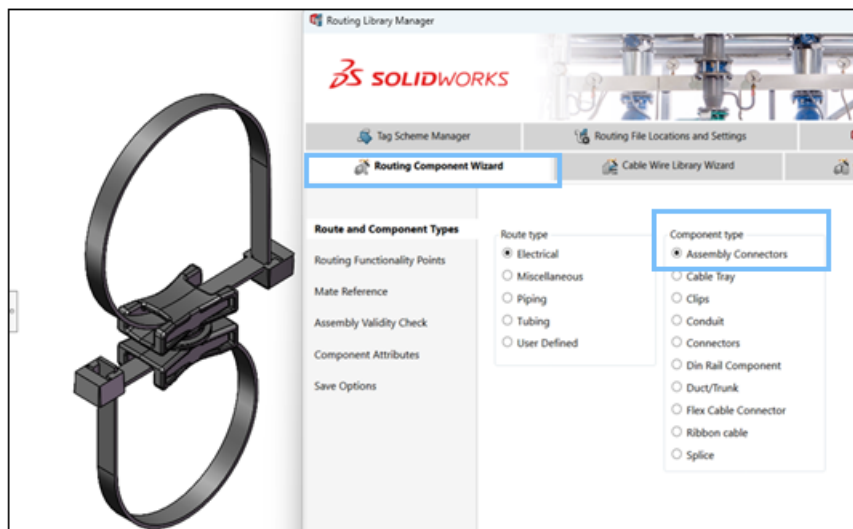 Routing Library Manager
SOLIDWORKS
Tag Scheme Manager
Routing File Locations and Settings
Routing Component Wizard
Cable Wire Library Wizard
Route and Component Types
Routing Functionality Points
Mate Reference
Assembly Validity Check
Component Attributes
Save Options
Route type
Electrical
Miscellaneous
Piping
Tubing
User Defined
Component type
Assembly Connectors
Cable Tray
Clips
Conduit
Connectors
Din Rail Component
Duct/Trunk
Flex Cable Connector
Ribbon cable
Splice